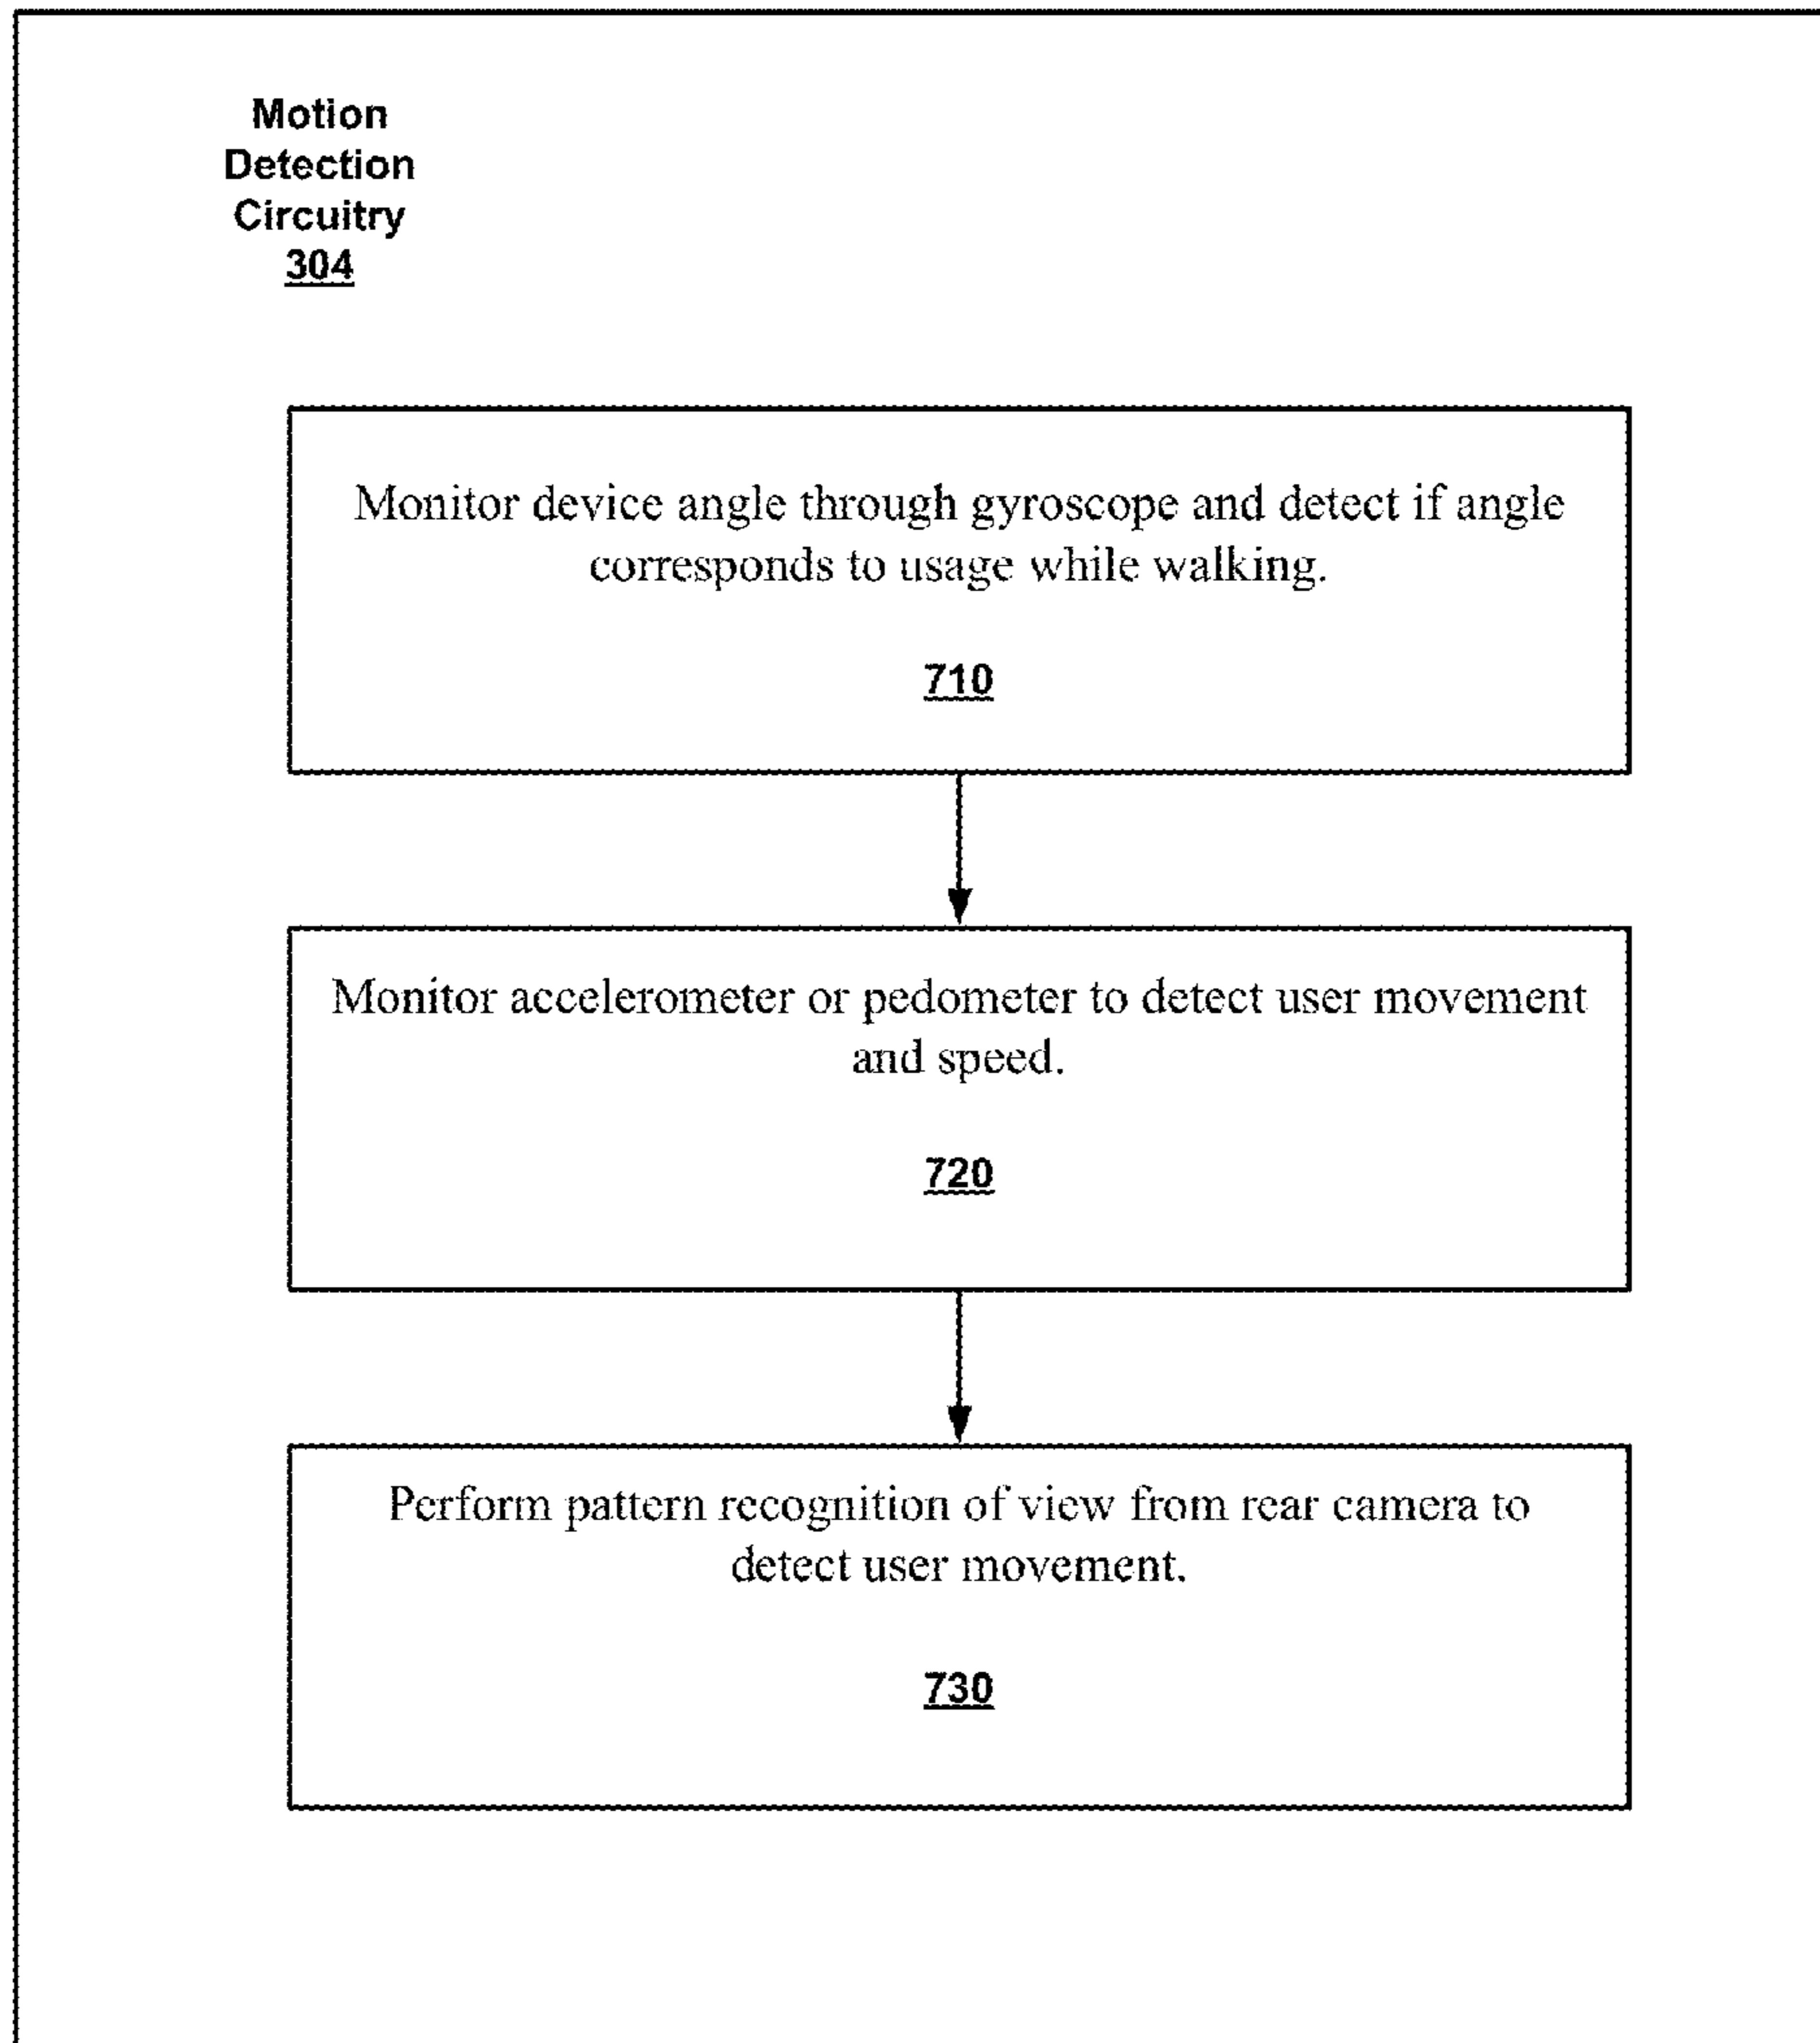 Motion
Detection
Circuitry
304
Monitor device angle through gyroscope and detect if angle
corresponds to usage while walking.
710
Monitor accelerometer or pedometer to detect user movement
and speed.
720
Perform pattern recognition of view from rear camera to
detect user movement.
730